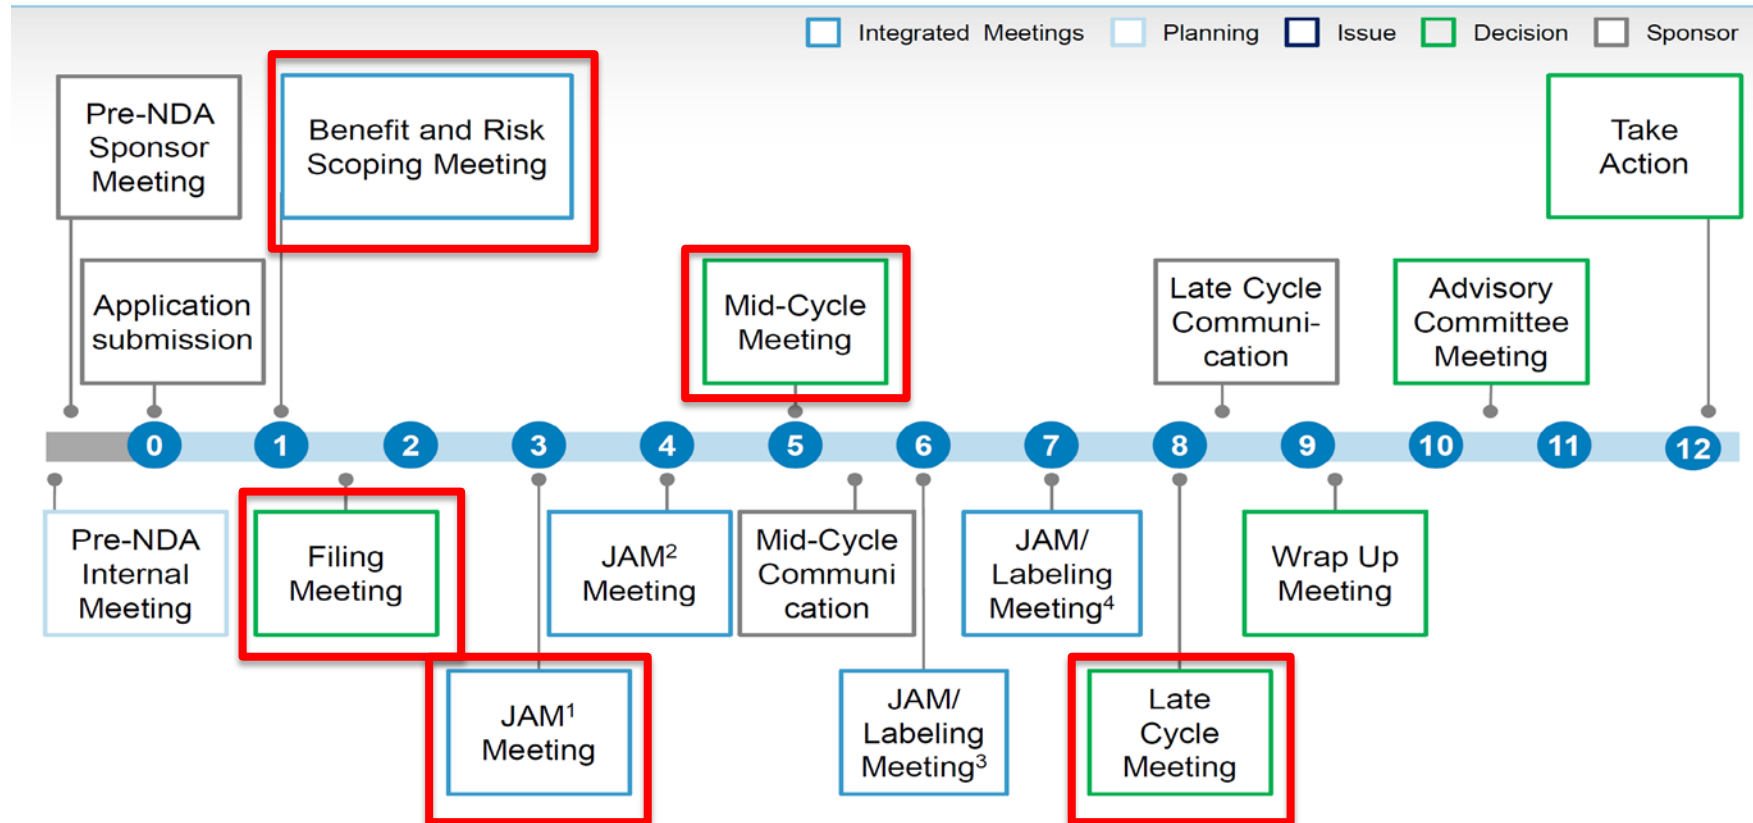 Integrated Meetings
Planning
Issue
Decision
Sponsor
Pre-NDA
Sponsor
Meeting
Benefit and Risk
Scoping Meeting
Take
Action
Application
submission
Mid-Cycle
Meeting
Late Cycle
Communi-
cation
Advisory
Committee
Meeting
0
1
2
3
4
5
6
7
8
9
10
11
12
Pre-NDA
Internal
Meeting
Filing
Meeting
JAM²
Meeting
Mid-Cycle
Communi
cation
JAM/
Labeling
Meeting⁴
Wrap Up
Meeting
JAM¹
Meeting
JAM/
Labeling
Meeting³
Late
Cycle
Meeting